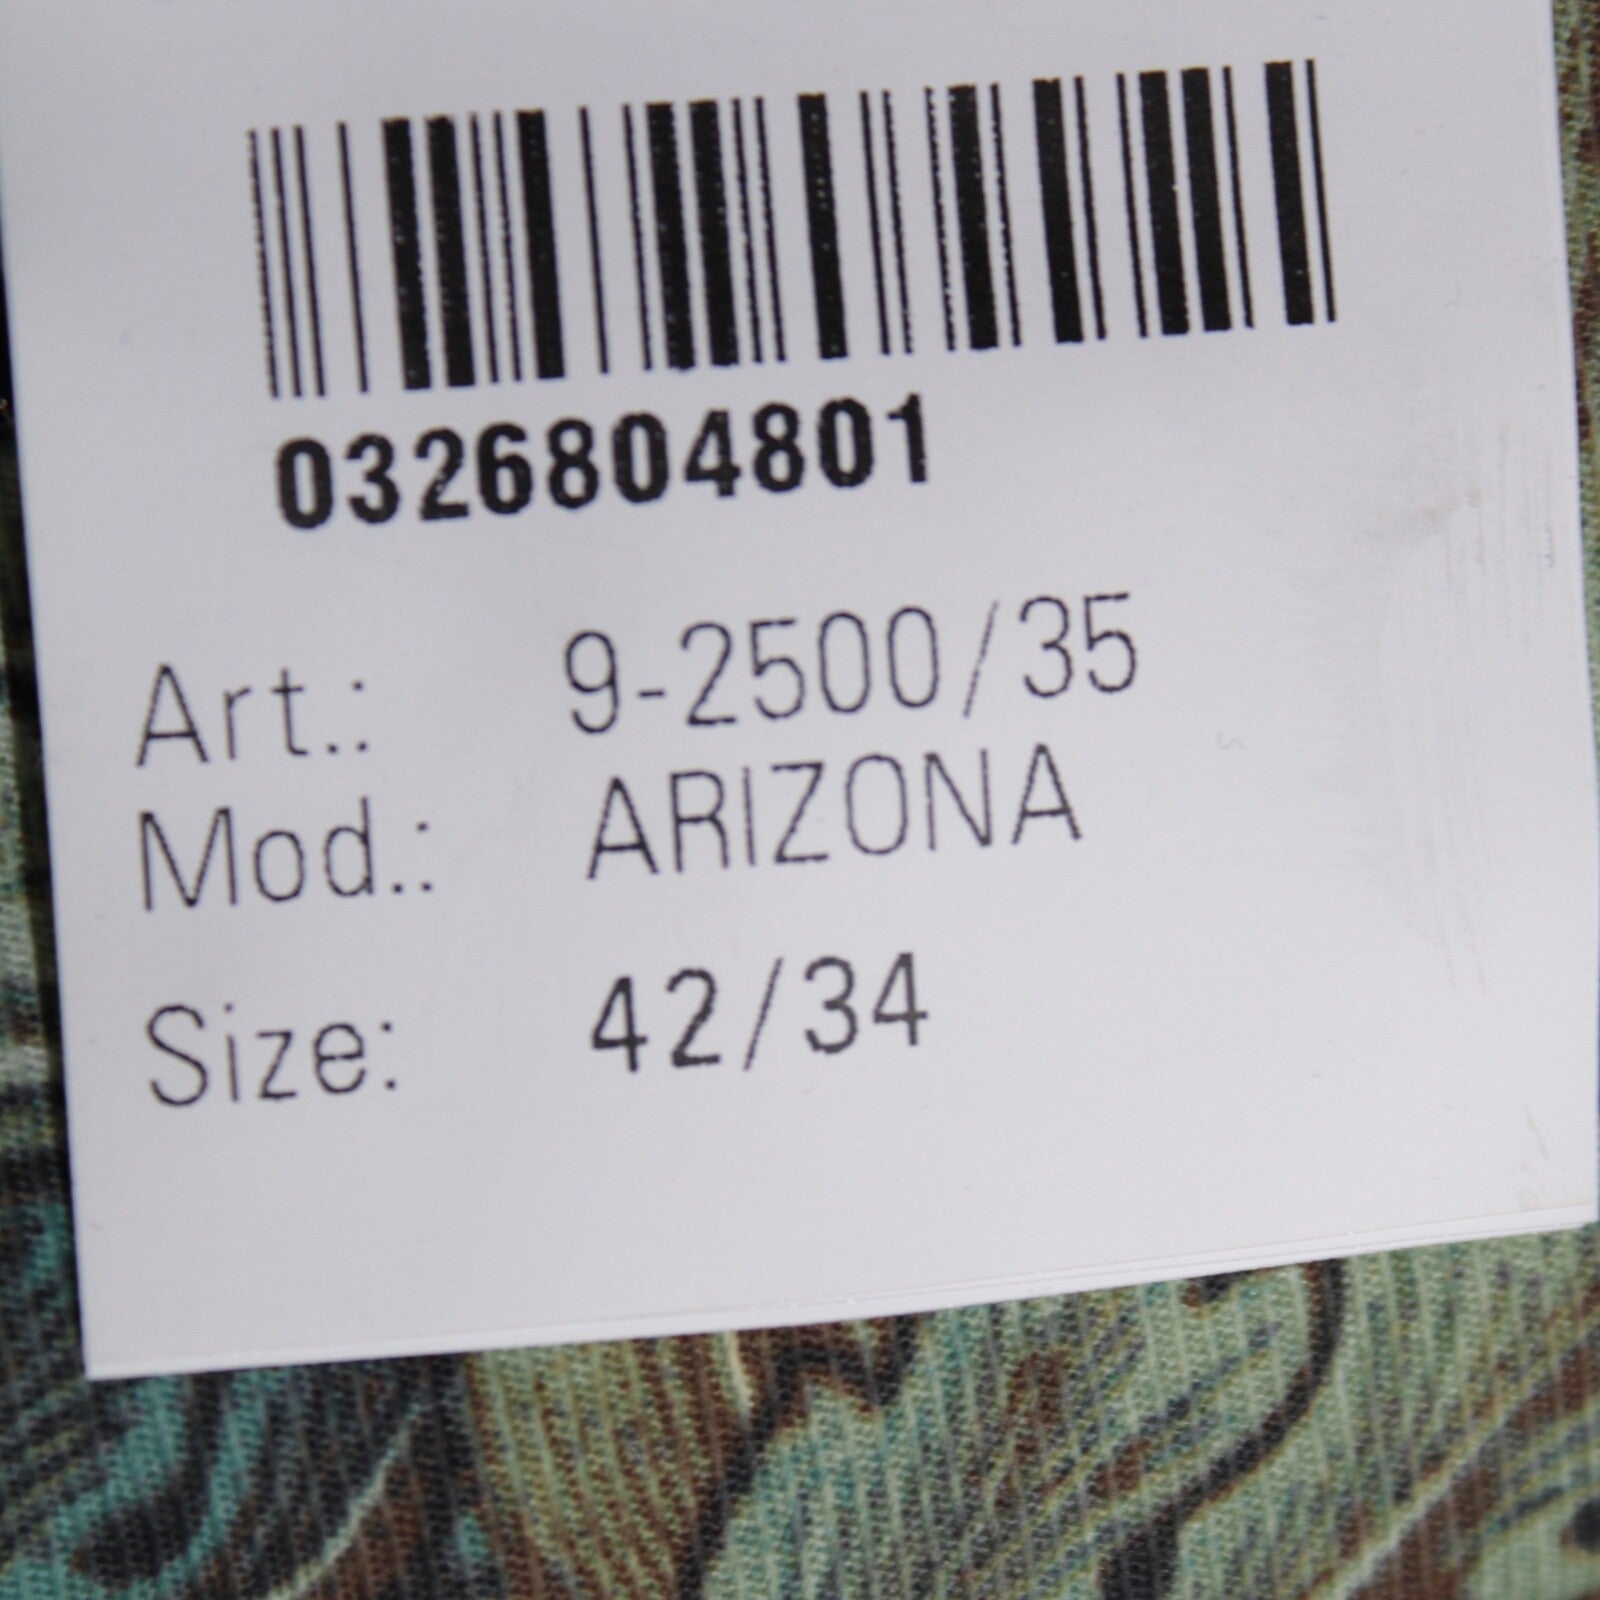 0326804801
Art.: 9-2500/35
Mod.: ARIZONA
Size: 42/34